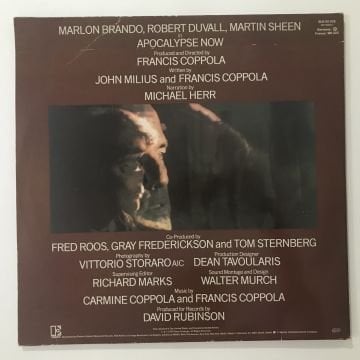 MARLON BRANDO, ROBERT DUVALL, MARTIN SHEEN
in
APOCALYPSE NOW
Produced and Directed by
FRANCIS COPPOLA
Written by
JOHN MILIUS and FRANCIS COPPOLA
Narration by
MICHAEL HERR
Co-Produced by
FRED ROOS, GRAY FREDERICKSON and TOM STERNBERG
Photography by Production Designer
VITTORIO STORARO AIC DEAN TAVOULARIS
Supervising Editor Sound Montage and Design
RICHARD MARKS WALTER MURCH
Music by
CARMINE COPPOLA and FRANCIS COPPOLA
Produced for Records by
DAVID RUBINSON